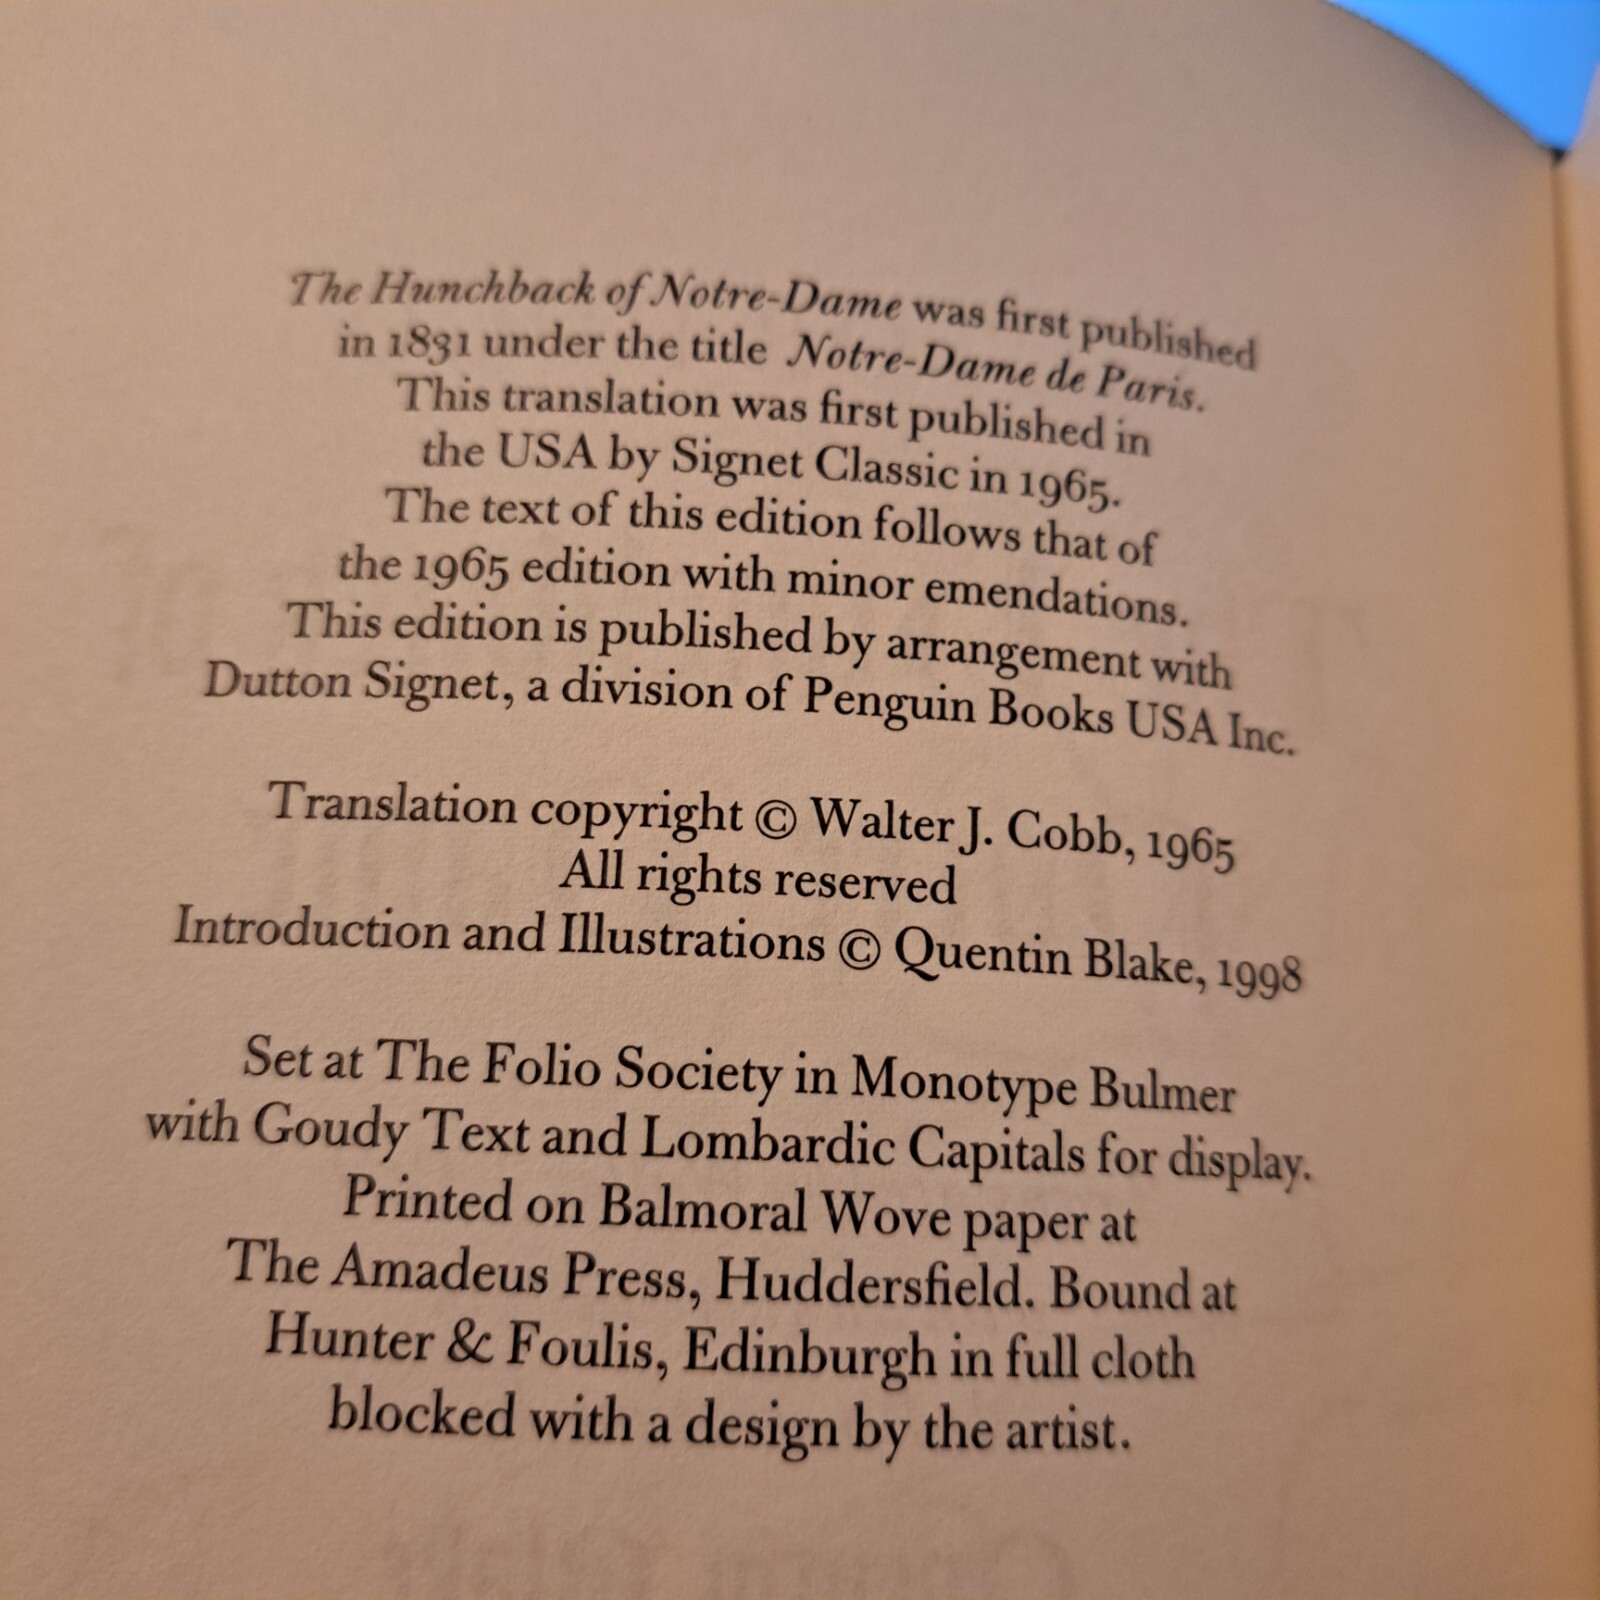 The Hunchback of Notre-Dame was first published
in 1831 under the title Notre-Dame de Paris.
This translation was first published in
the USA by Signet Classic in 1965.
The text of this edition follows that of
the 1965 edition with minor emendations.
This edition is published by arrangement with
Dutton Signet, a division of Penguin Books USA Inc.
Translation copyright © Walter J. Cobb, 1965
All rights reserved
Introduction and Illustrations © Quentin Blake, 1998
Set at The Folio Society in Monotype Bulmer
with Goudy Text and Lombardic Capitals for display.
Printed on Balmoral Wove paper at
The Amadeus Press, Huddersfield. Bound at
Hunter & Foulis, Edinburgh in full cloth
blocked with a design by the artist.